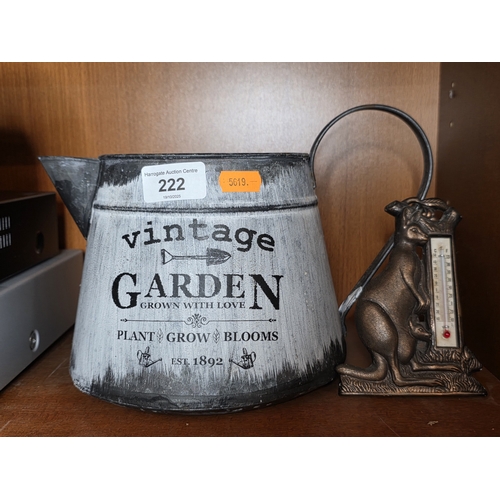 Harrogate Auction Centre
222
5619.
vintage
GARDEN
GROWN WITH LOVE
PLANT GROW BLOOMS
EST. 1892